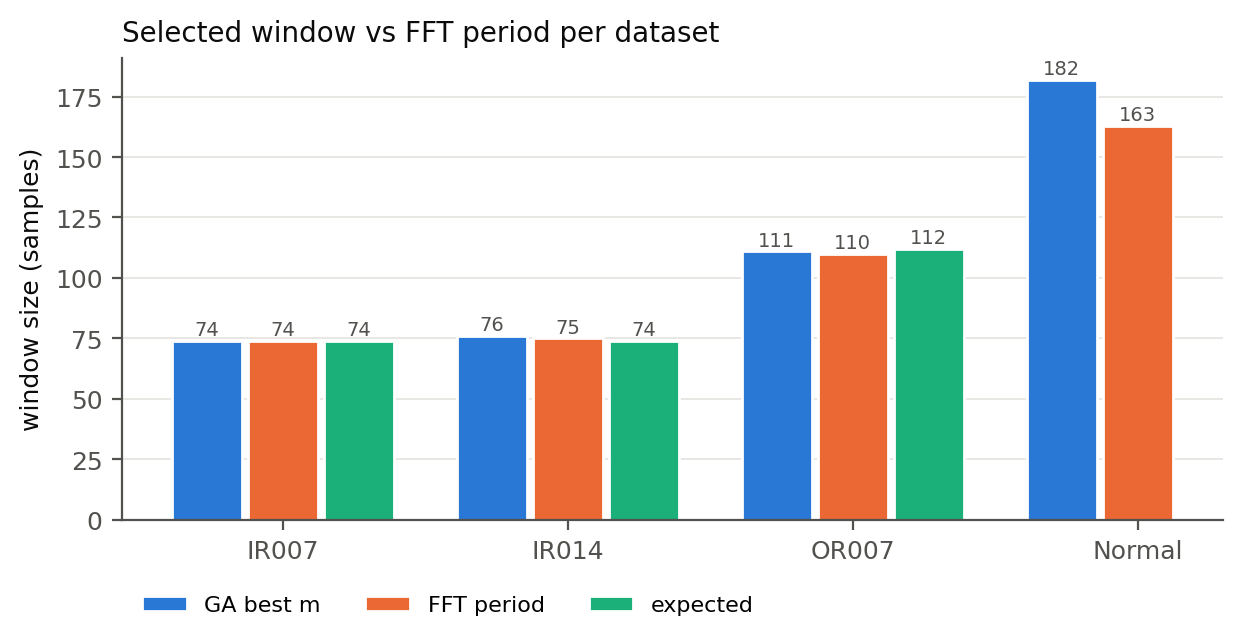 Selected window vs FFT period per dataset
window size (samples)
175
150
125
100
75
50
25
0
74 74 74
76 75 74
111 110 112
182 163
IR007 IR014 OR007 Normal
GA best m FFT period expected